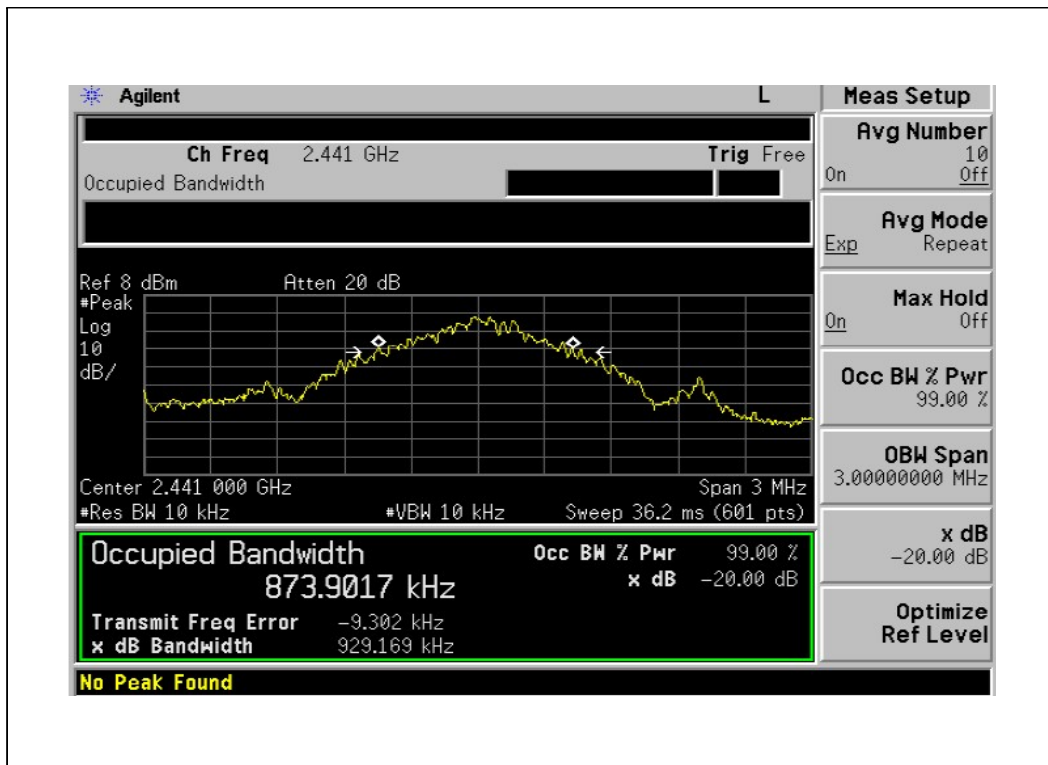 Agilent
L
Meas Setup
Ch Freq 2.441 GHz
Trig Free
Occupied Bandwidth
Avg Number
10
On Off
Avg Mode
Exp Repeat
Max Hold
On Off
Occ BW % Pwr
99.00 %
OBW Span
3.00000000 MHz
x dB
-20.00 dB
Optimize
Ref Level
Ref 8 dBm
Atten 20 dB
#Peak
Log
10
dB/
Center 2.441 000 GHz
Span 3 MHz
#Res BW 10 kHz
#VBW 10 kHz
Sweep 36.2 ms (601 pts)
Occupied Bandwidth
873.9017 kHz
Occ BW % Pwr 99.00 %
x dB -20.00 dB
Transmit Freq Error -9.302 kHz
x dB Bandwidth 929.169 kHz
No Peak Found